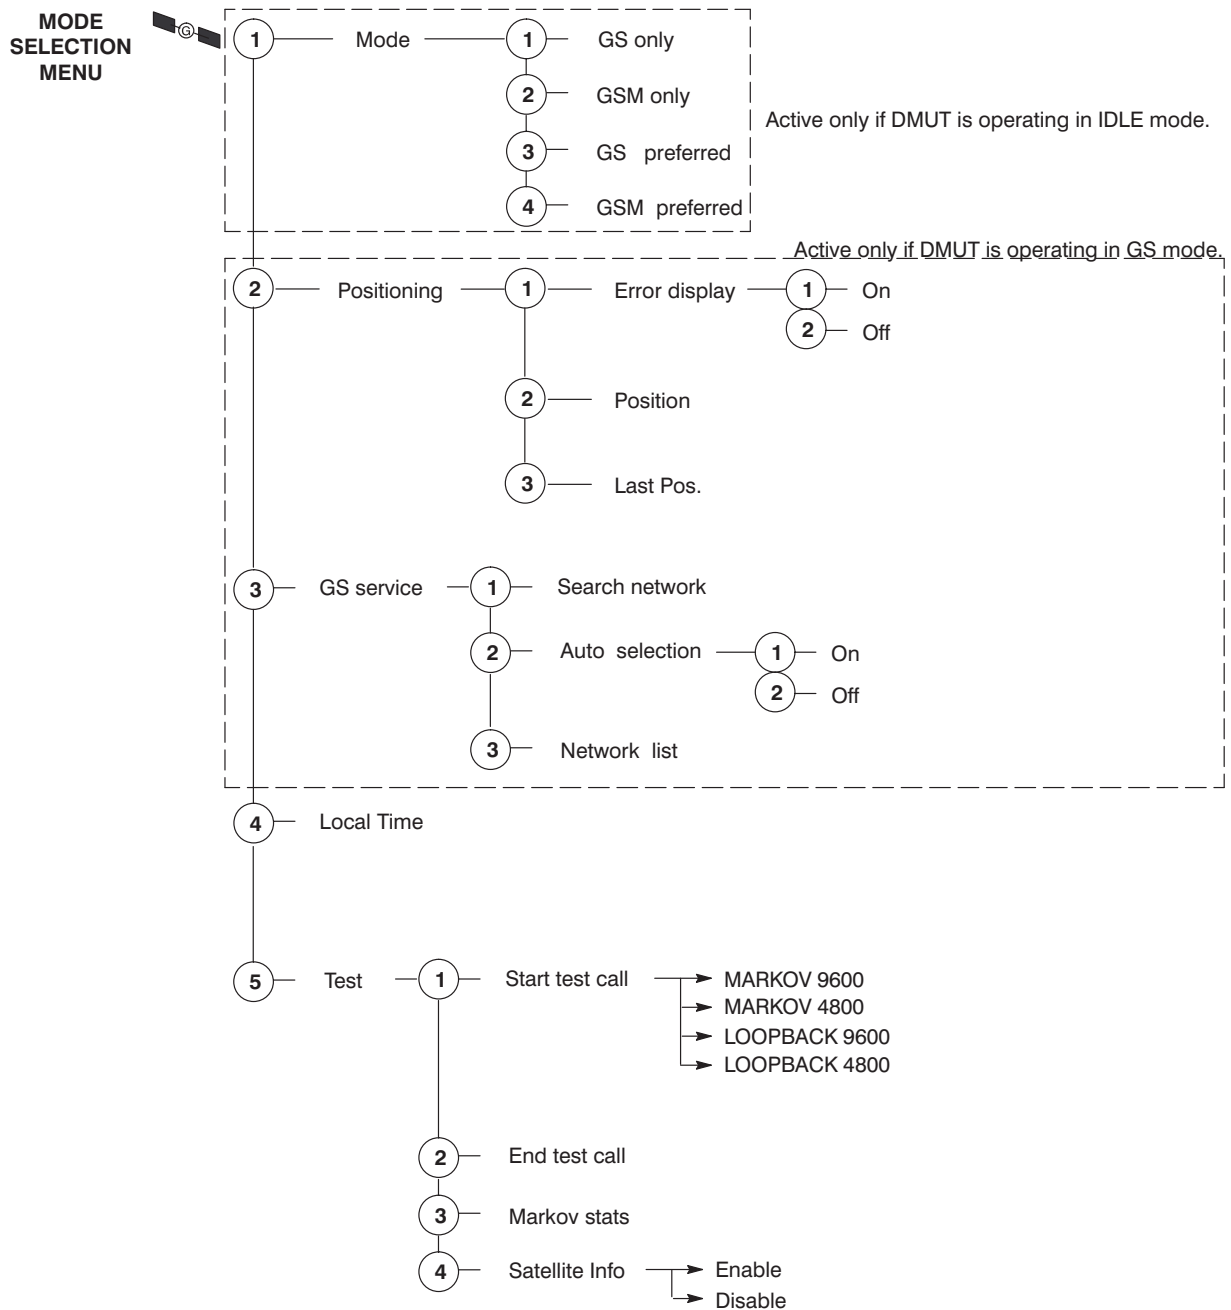 MODE
SELECTION
MENU
G
1 Mode 1 GS only
2 GSM only
Active only if DMUT is operating in IDLE mode.
3 GS preferred
4 GSM preferred
Active only if DMUT is operating in GS mode.
2 Positioning 1 Error display 1 On
2 Off
2 Position
3 Last Pos.
3 GS service 1 Search network
2 Auto selection 1 On
2 Off
3 Network list
4 Local Time
5 Test 1 Start test call MARKOV 9600
MARKOV 4800
LOOPBACK 9600
LOOPBACK 4800
2 End test call
3 Markov stats
4 Satellite Info Enable
Disable